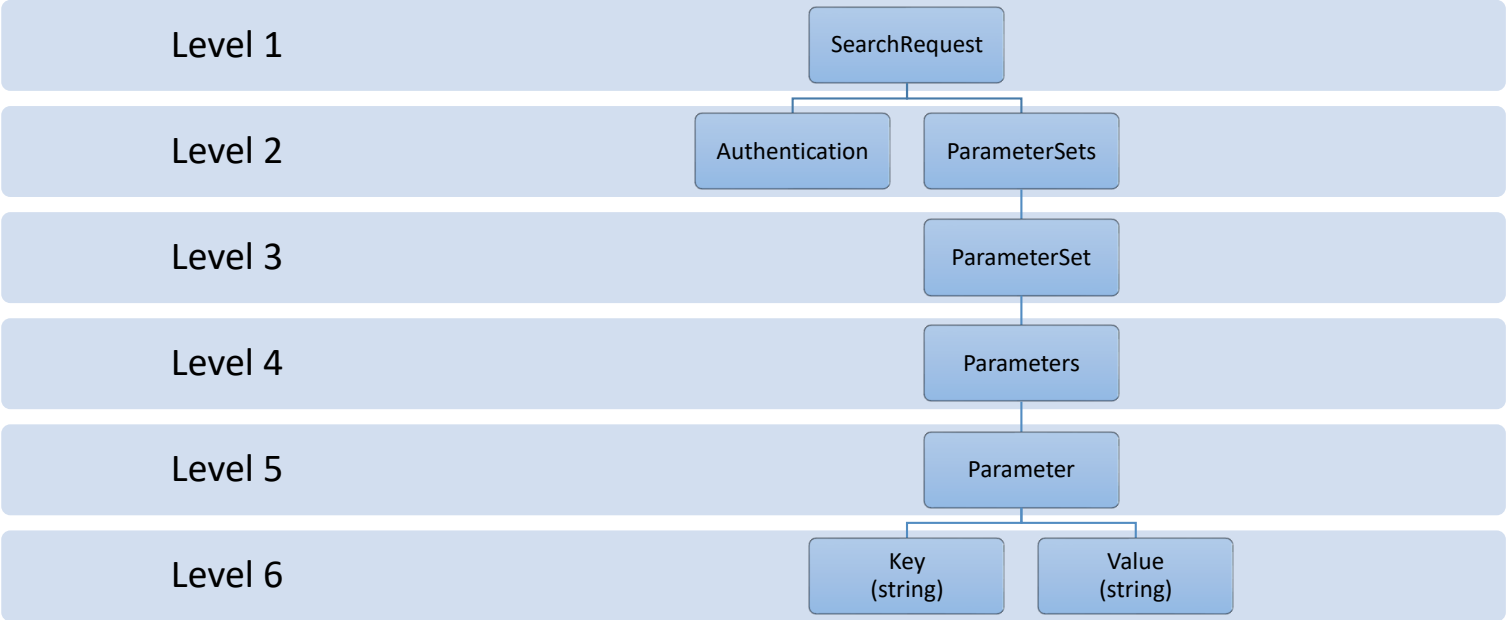 Level 1
SearchRequest
Level 2
Authentication
ParameterSets
Level 3
ParameterSet
Level 4
Parameters
Level 5
Parameter
Level 6
Key
(string)
Value
(string)